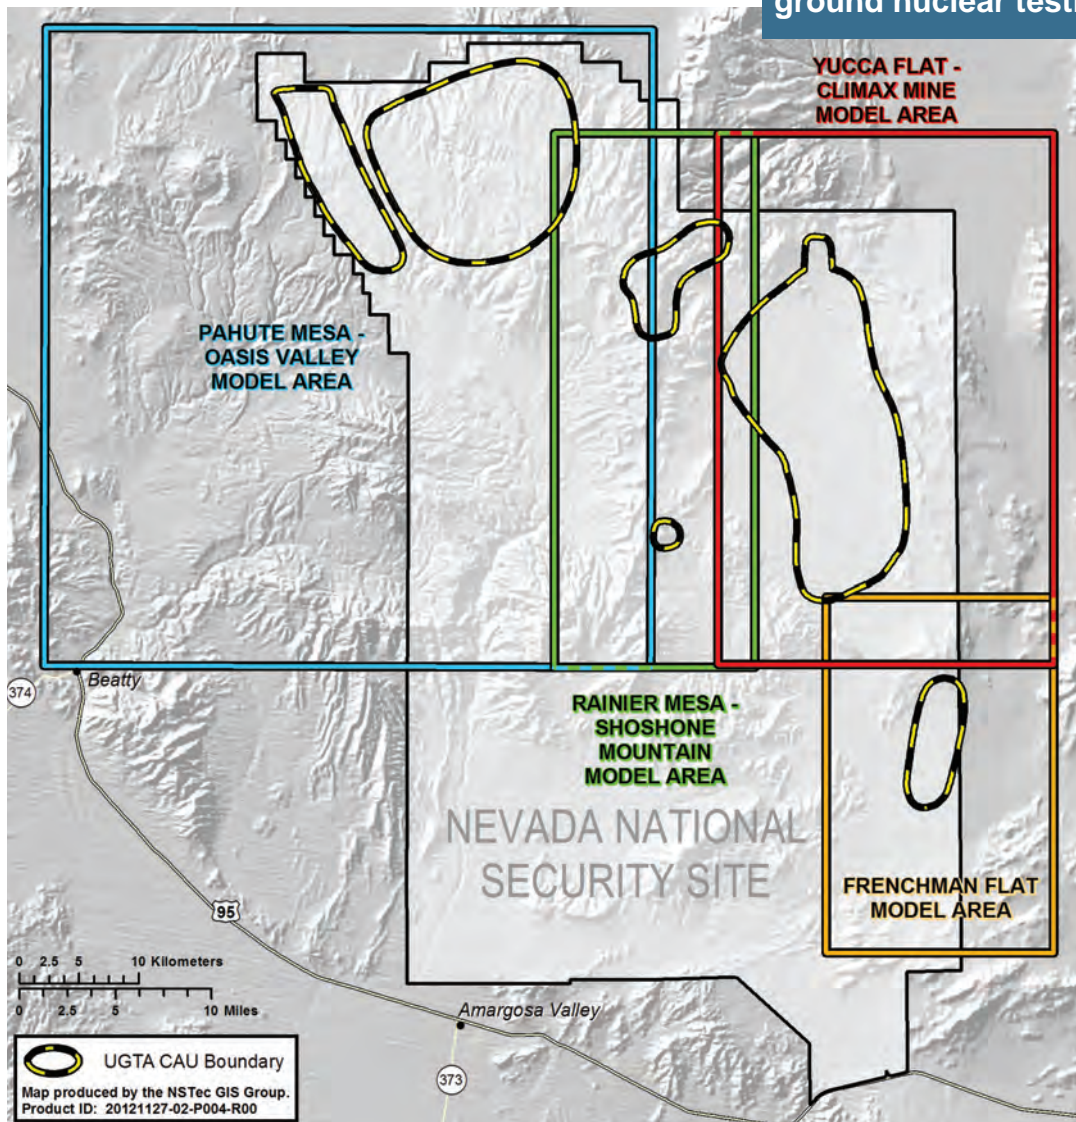 ground nuclear test
YUCCA FLAT -
CLIMAX MINE
MODEL AREA
PAHUTE MESA -
OASIS VALLEY
MODEL AREA
374
Beatty
RAINIER MESA -
SHOSHONE
MOUNTAIN
MODEL AREA
NEVADA NATIONAL
SECURITY SITE
FRENCHMAN FLAT
MODEL AREA
95
0 2.5 5 10 Kilometers
0 2.5 5 10 Miles
Amargosa Valley
373
UGTA CAU Boundary
Map produced by the NSTec GIS Group.
Product ID: 20121127-02-P004-R00